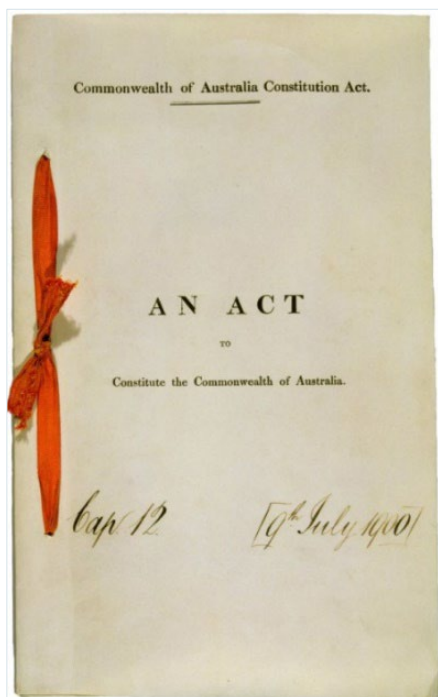 Commonwealth of Australia Constitution Act.
AN ACT
TO
Constitute the Commonwealth of Australia.
Cap. 12 [9th July 1900]